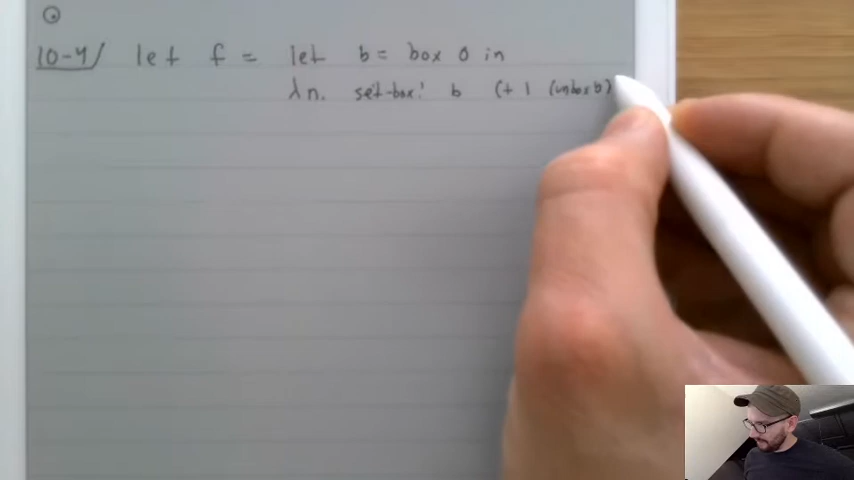 10-4/ let f = let b = box 0 in
λn. set-box! b (+ 1 (unbox b)